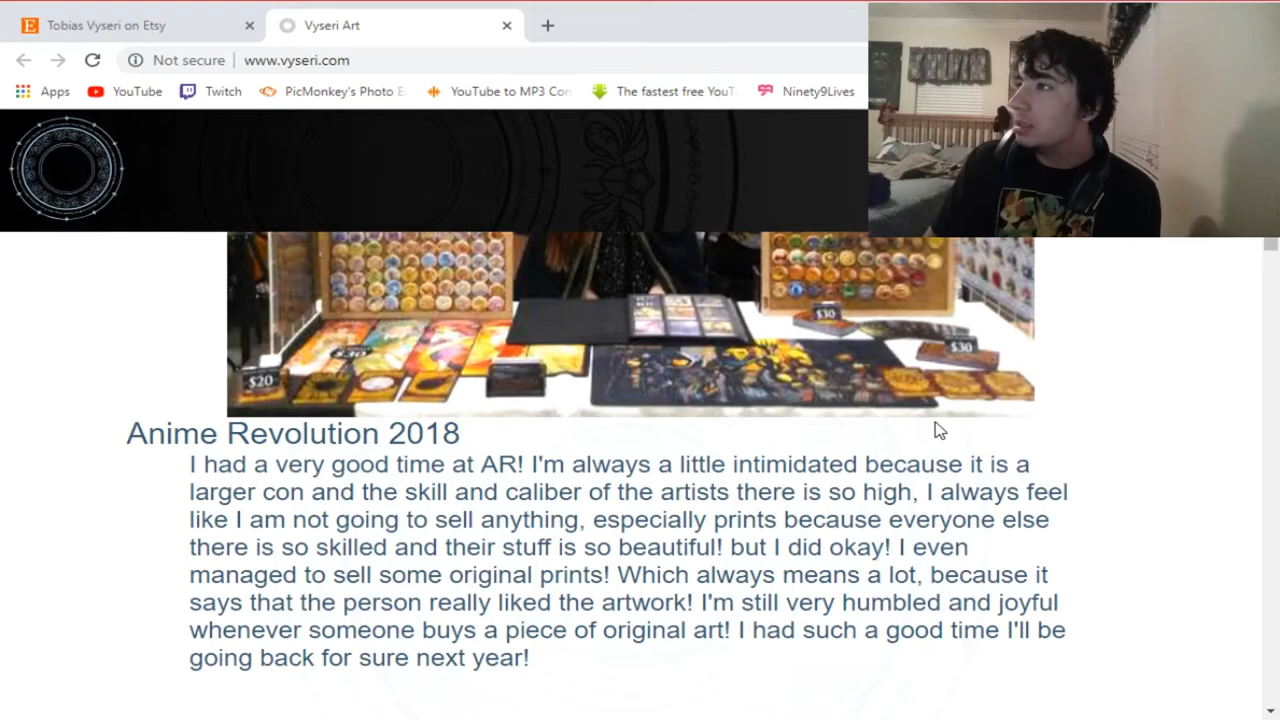 Tobias Vyseri on Etsy
Vyseri Art
Not secure www.vyseri.com
Apps YouTube Twitch PicMonkey's Photo E YouTube to MP3 Con The fastest free YouT Ninety9Lives
$30
$30
$30
$20
Anime Revolution 2018
I had a very good time at AR! I'm always a little intimidated because it is a
larger con and the skill and caliber of the artists there is so high, I always feel
like I am not going to sell anything, especially prints because everyone else
there is so skilled and their stuff is so beautiful! but I did okay! I even
managed to sell some original prints! Which always means a lot, because it
says that the person really liked the artwork! I'm still very humbled and joyful
whenever someone buys a piece of original art! I had such a good time I'll be
going back for sure next year!